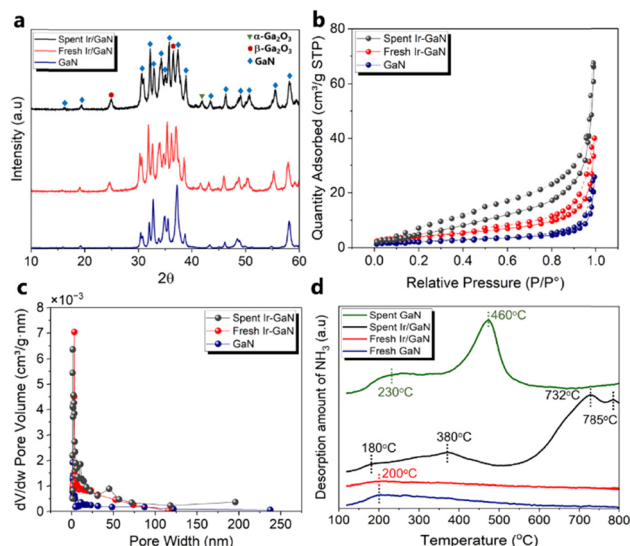 a
Spent Ir/GaN
Fresh Ir/GaN
GaN
α-Ga₂O₃
β-Ga₂O₃
GaN
Intensity (a.u)
10 20 30 40 50 60
2θ
b
Spent Ir-GaN
Fresh Ir-GaN
GaN
Quantity Adsorbed (cm³/g STP)
80
60
40
20
0
0.0 0.2 0.4 0.6 0.8 1.0
Relative Pressure (P/P°)
c
×10⁻³
Spent Ir-GaN
Fresh Ir-GaN
GaN
dV/dw Pore Volume (cm³/g·nm)
8
7
6
5
4
3
2
1
0
0 50 100 150 200 250
Pore Width (nm)
d
Spent GaN
Spent Ir/GaN
Fresh Ir/GaN
Fresh GaN
460°C
230°C
732°C
785°C
180°C
380°C
200°C
Desorption amount of NH₃ (a.u)
100 200 300 400 500 600 700 800
Temperature (°C)